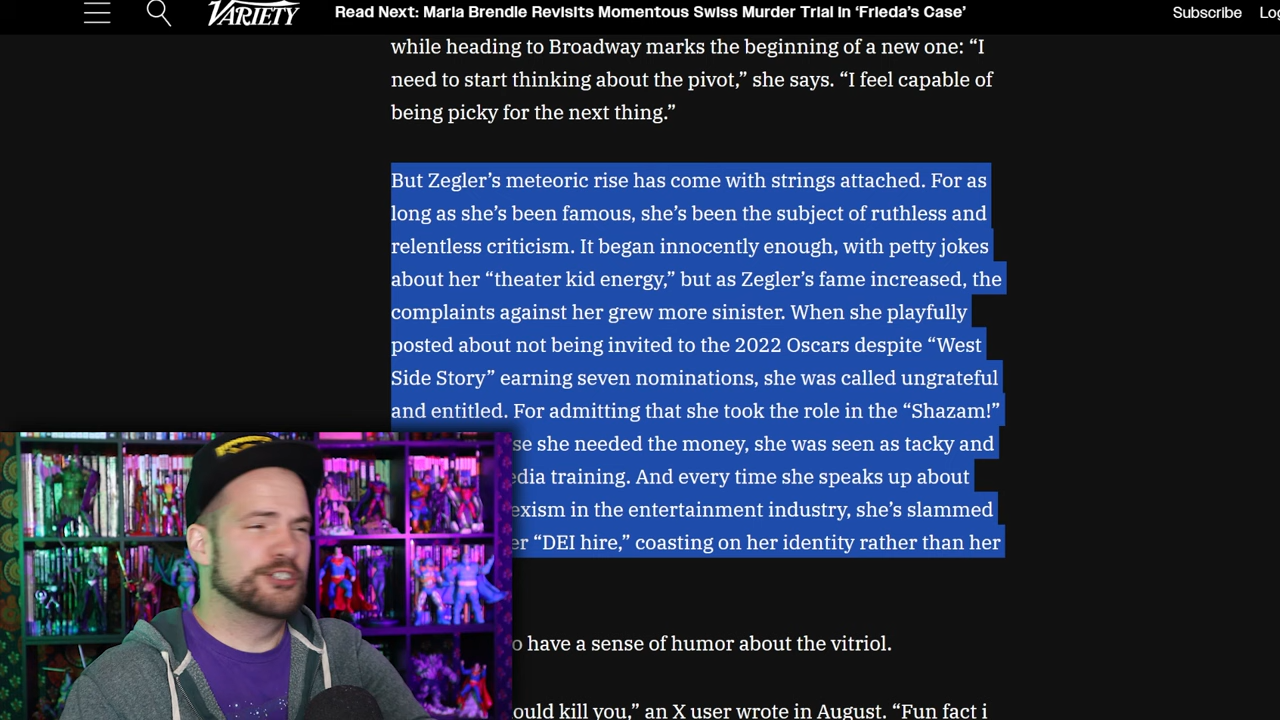 VARIETY
Read Next: Maria Brendle Revisits Momentous Swiss Murder Trial in ‘Frieda’s Case’
Subscribe
while heading to Broadway marks the beginning of a new one: “I
need to start thinking about the pivot,” she says. “I feel capable of
being picky for the next thing.”
But Zegler’s meteoric rise has come with strings attached. For as
long as she’s been famous, she’s been the subject of ruthless and
relentless criticism. It began innocently enough, with petty jokes
about her “theater kid energy,” but as Zegler’s fame increased, the
complaints against her grew more sinister. When she playfully
posted about not being invited to the 2022 Oscars despite “West
Side Story” earning seven nominations, she was called ungrateful
and entitled. For admitting that she took the role in the “Shazam!”
she needed the money, she was seen as tacky and
training. And every time she speaks up about
in the entertainment industry, she’s slammed
“DEI hire,” coasting on her identity rather than her
have a sense of humor about the vitriol.
kill you,” an X user wrote in August. “Fun fact i